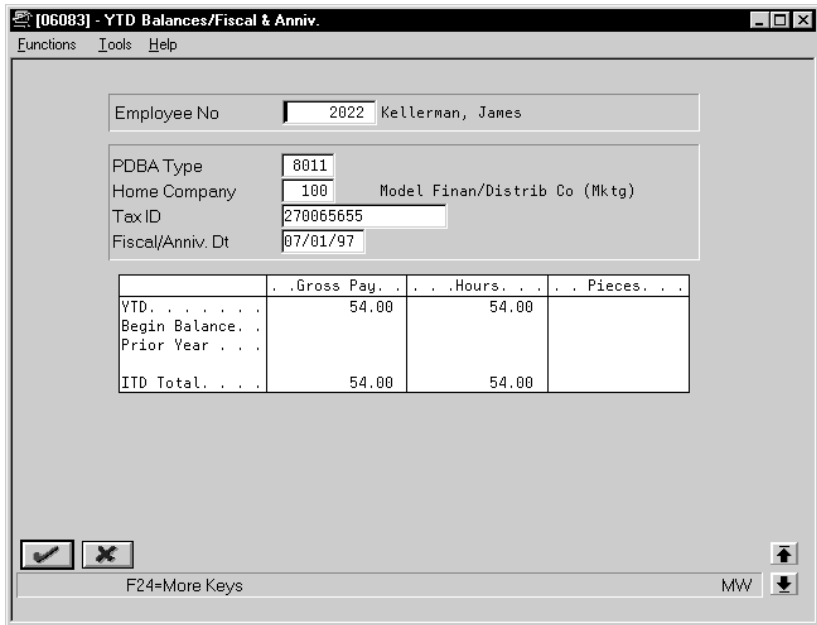 [06083] - YTD Balances/Fiscal & Anniv.
Functions Tools Help
Employee No 2022 Kellerman, James
PDBA Type 8011
Home Company 100 Model Finan/Distrib Co (Mktg)
Tax ID 270065655
Fiscal/Anniv. Dt 07/01/97
. .Gross Pay. . . . .Hours. . . . . Pieces. . .
YTD. . . . . . . 54.00 54.00
Begin Balance. .
Prior Year . . .
ITD Total. . . . 54.00 54.00
F24=More Keys MW